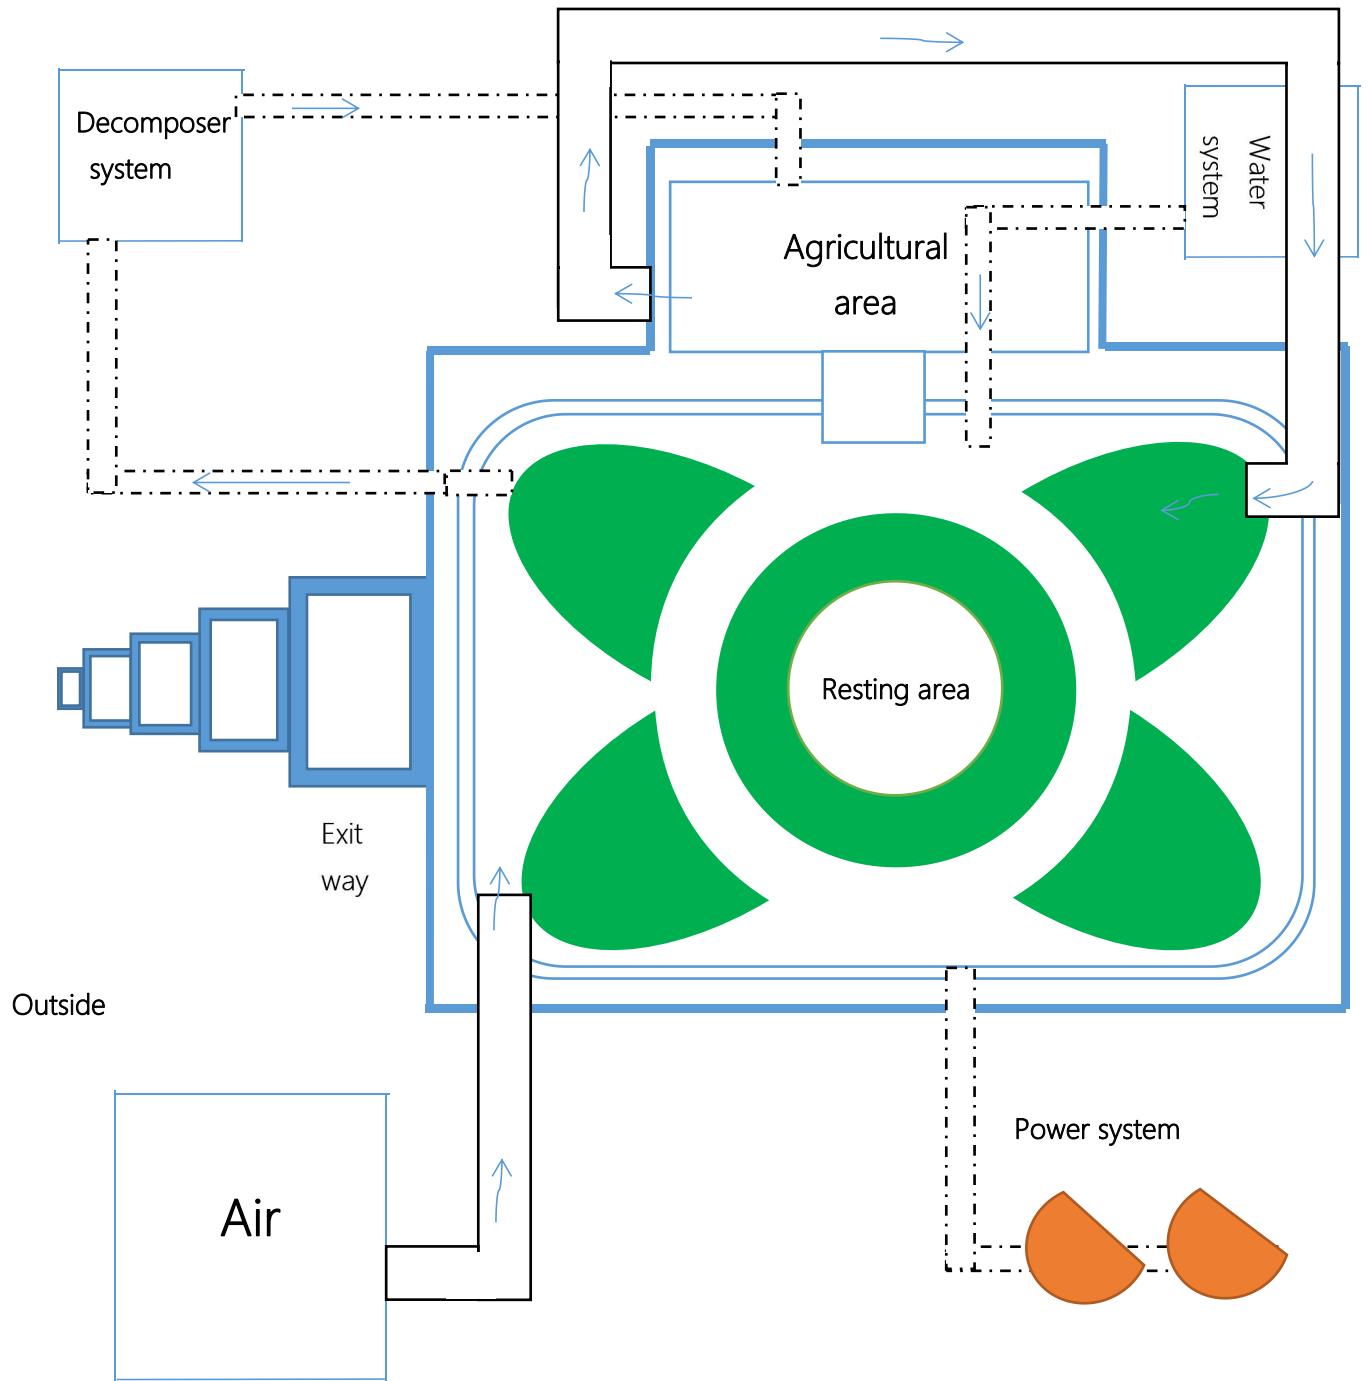 Decomposer
system
Water
system
Agricultural
area
Resting area
Exit
way
Outside
Power system
Air